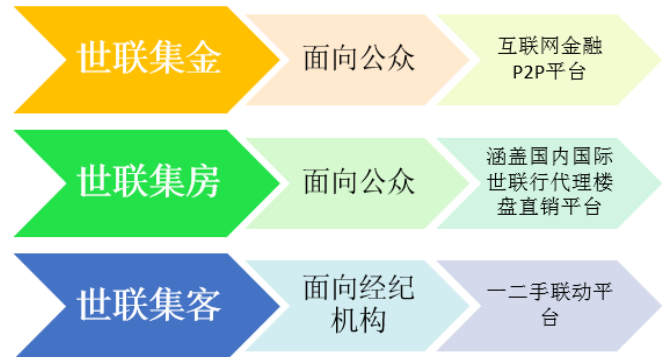 世联集金
面向公众
互联网金融
P2P平台
世联集房
面向公众
涵盖国内国际
世联行代理楼
盘直销平台
世联集客
面向经纪
机构
一二手联动平
台